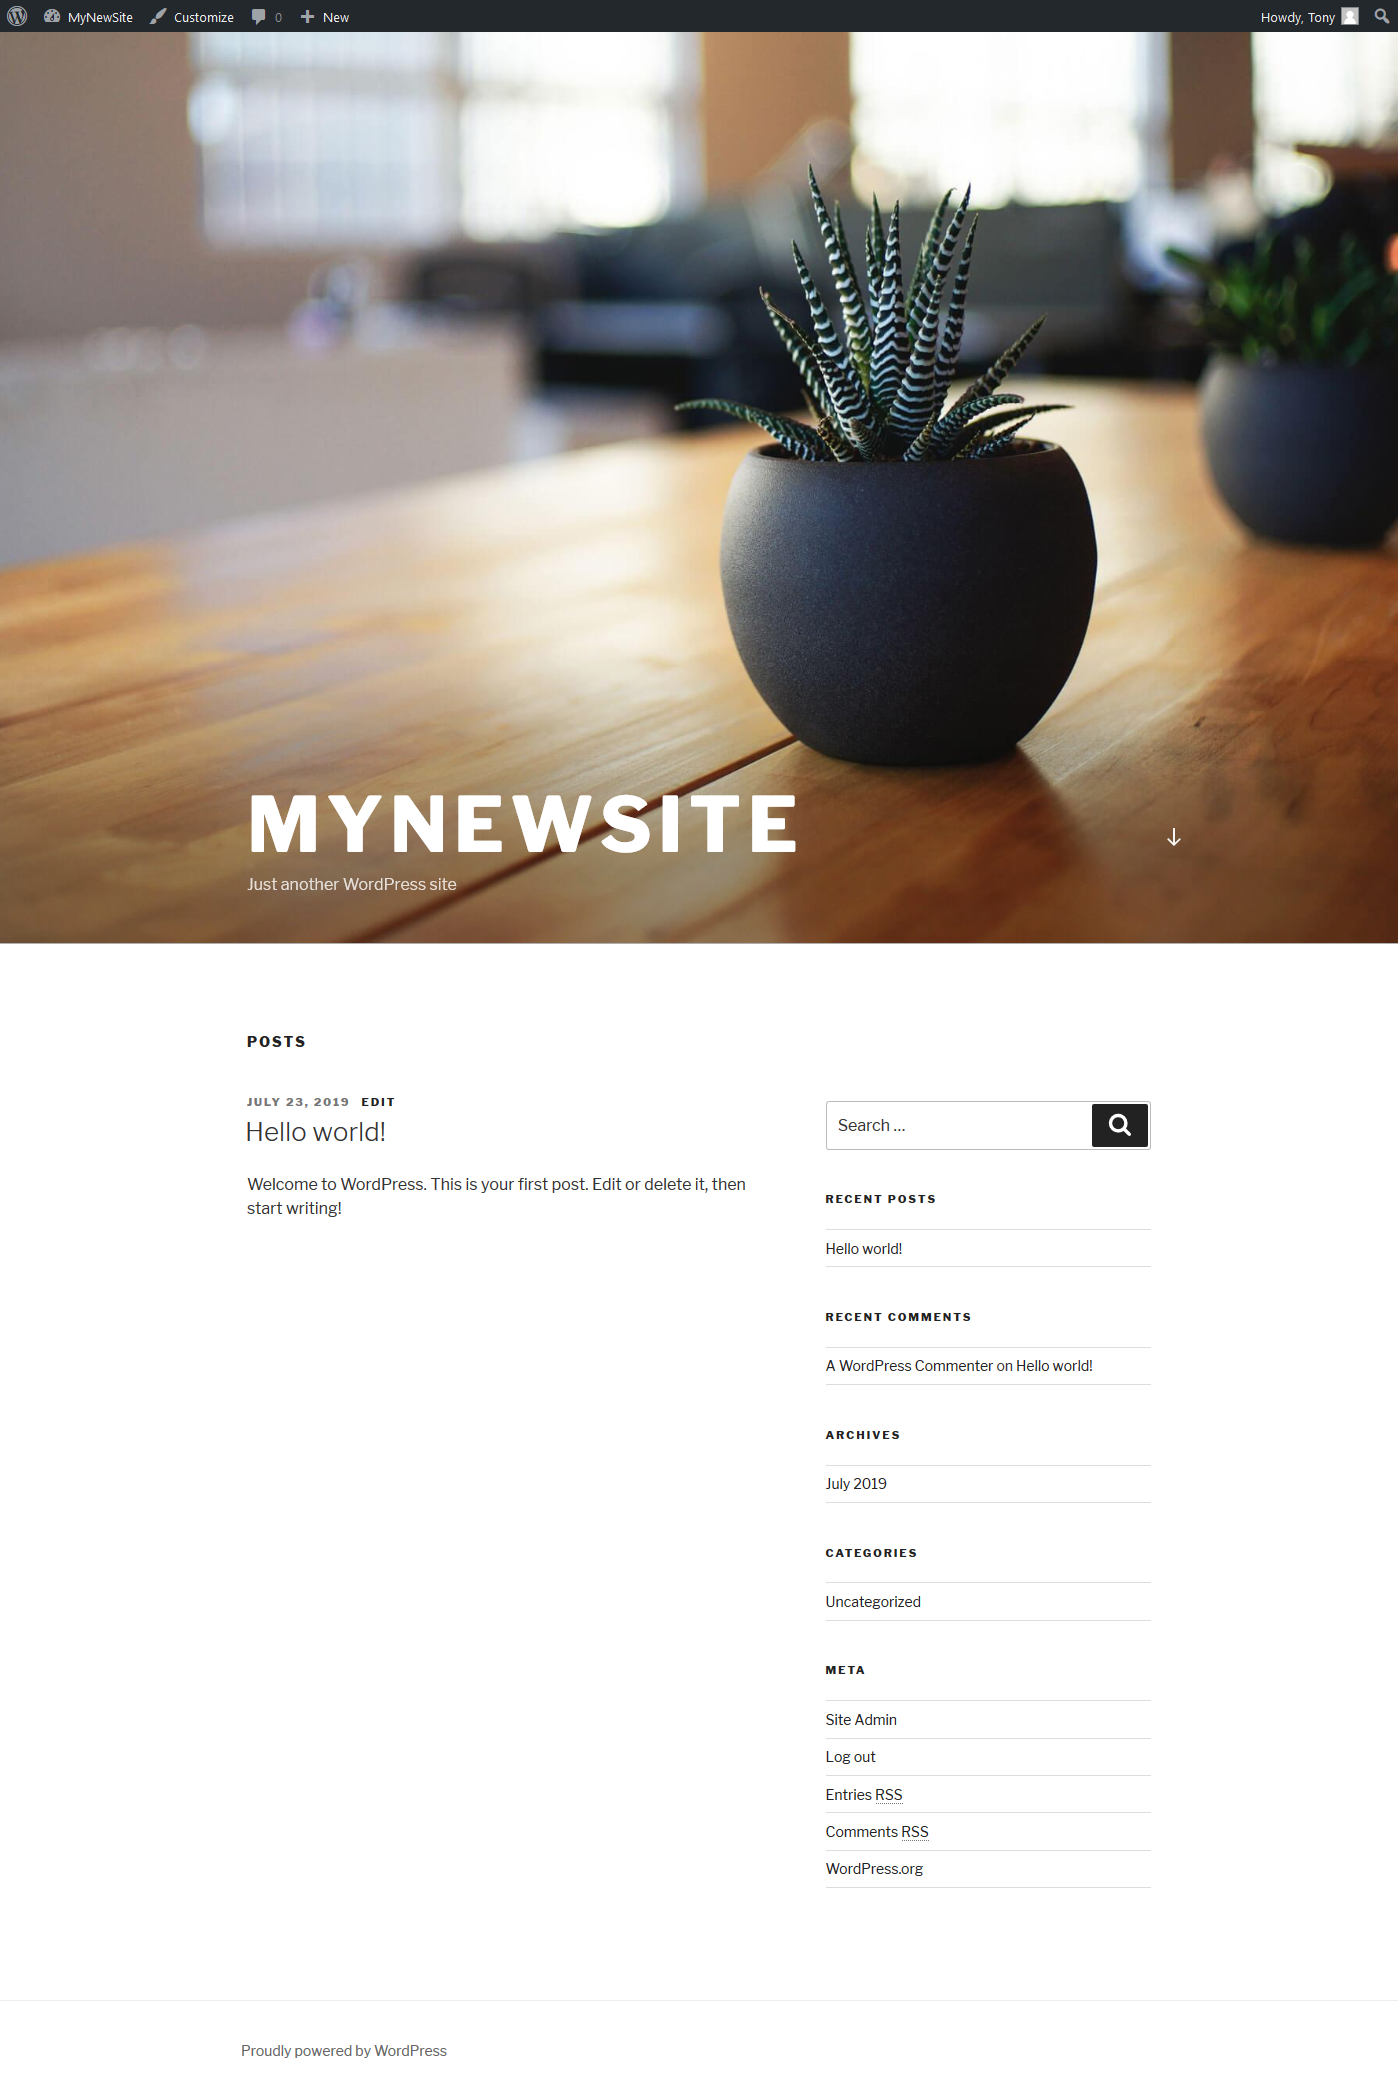 MyNewSite Customize 0 New Howdy, Tony
MYNEWSITE
Just another WordPress site
POSTS
JULY 23, 2019 EDIT
Hello world!
Welcome to WordPress. This is your first post. Edit or delete it, then
start writing!
Search …
RECENT POSTS
Hello world!
RECENT COMMENTS
A WordPress Commenter on Hello world!
ARCHIVES
July 2019
CATEGORIES
Uncategorized
META
Site Admin
Log out
Entries RSS
Comments RSS
WordPress.org
Proudly powered by WordPress